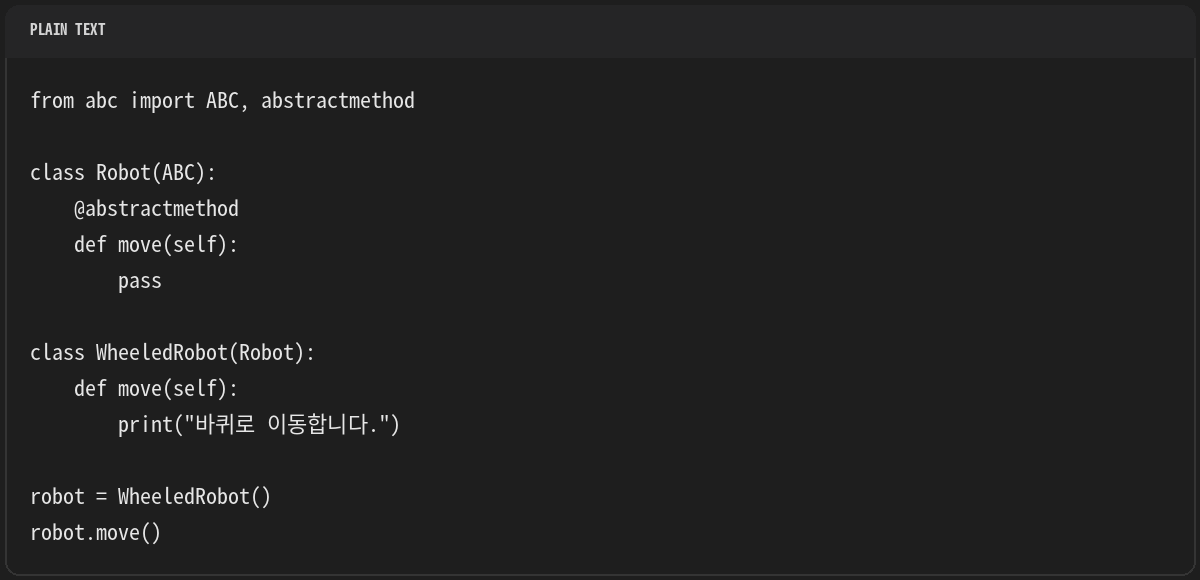 PLAIN TEXT
from abc import ABC, abstractmethod

class Robot(ABC):
    @abstractmethod
    def move(self):
        pass

class WheeledRobot(Robot):
    def move(self):
        print("바퀴로 이동합니다.")

robot = WheeledRobot()
robot.move()